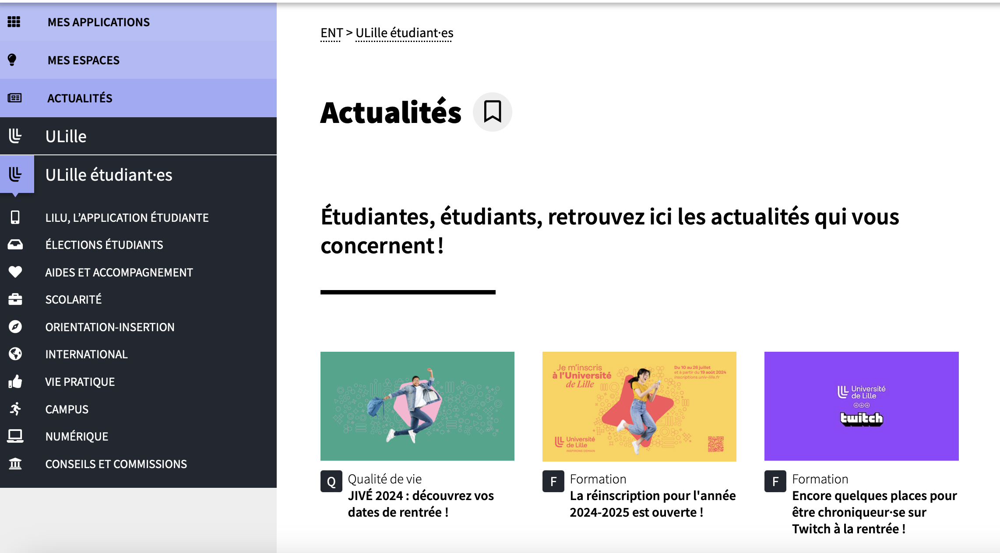 MES APPLICATIONS
MES ESPACES
ACTUALITÉS
ULille
ULille étudiant·es
LILU, L'APPLICATION ÉTUDIANTE
ÉLECTIONS ÉTUDIANTS
AIDES ET ACCOMPAGNEMENT
SCOLARITÉ
ORIENTATION-INSERTION
INTERNATIONAL
VIE PRATIQUE
CAMPUS
NUMÉRIQUE
CONSEILS ET COMMISSIONS
ENT > ULille étudiant·es
Actualités
Étudiantes, étudiants, retrouvez ici les actualités qui vous
concernent !
Q
Qualité de vie
JIVÉ 2024 : découvrez vos
dates de rentrée !
Je m'inscris
à l'Université
de Lille
Du 10 au 26 juillet
et à partir du 19 août 2024
inscriptions.univ-lille.fr
Université
de Lille
INSPIRONS DEMAIN
F
Formation
La réinscription pour l'année
2024-2025 est ouverte !
Université
de Lille
twitch
F
Formation
Encore quelques places pour
être chroniqueur·se sur
Twitch à la rentrée !